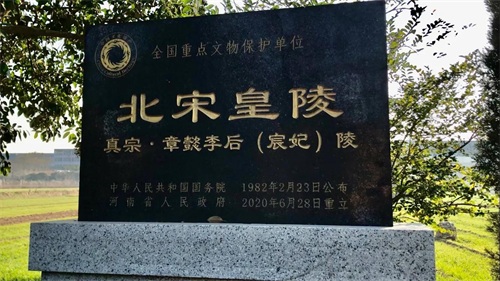 全国重点文物保护单位
北宋皇陵
真宗·章懿李后（宸妃）陵
中华人民共和国国务院 1982年2月23日公布
河南省人民政府 2020年6月28日重立